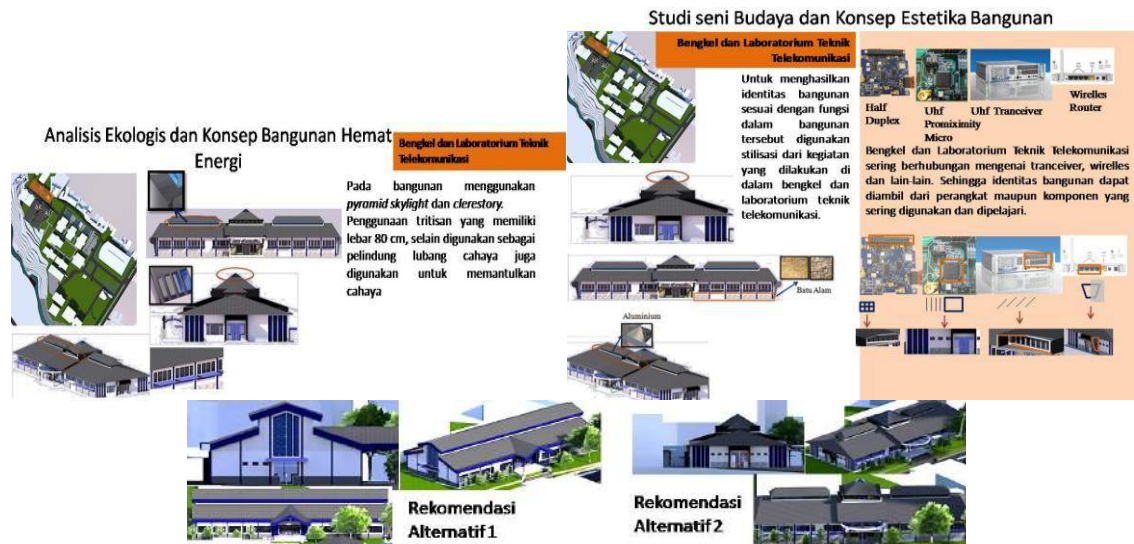 Analisis Ekologis dan Konsep Bangunan Hemat
Energi
Bengkel dan Laboratorium Teknik
Telekomunikasi
Pada bangunan menggunakan
pyramid skylight dan clerestory.
Penggunaan tritisan yang memiliki
lebar 80 cm, selain digunakan sebagai
pelindung lubang cahaya juga
digunakan untuk memantulkan
cahaya
Studi seni Budaya dan Konsep Estetika Bangunan
Bengkel dan Laboratorium Teknik
Telekomunikasi
Untuk menghasilkan
identitas bangunan
sesuai dengan fungsi
dalam bangunan
tersebut digunakan
stilisasi dari kegiatan
yang dilakukan di
dalam bengkel dan
laboratorium teknik
telekomunikasi.
Batu Alam
Aluminium
Half
Duplex
Uhf
Promiximity
Micro
Uhf Tranceiver
Wirelles
Router
Bengkel dan Laboratorium Teknik Telekomunikasi
sering berhubungan mengenai tranceiver, wirelles
dan lain-lain. Sehingga identitas bangunan dapat
diambil dari perangkat maupun komponen yang
sering digunakan dan dipelajari.
Rekomendasi
Alternatif 1
Rekomendasi
Alternatif 2